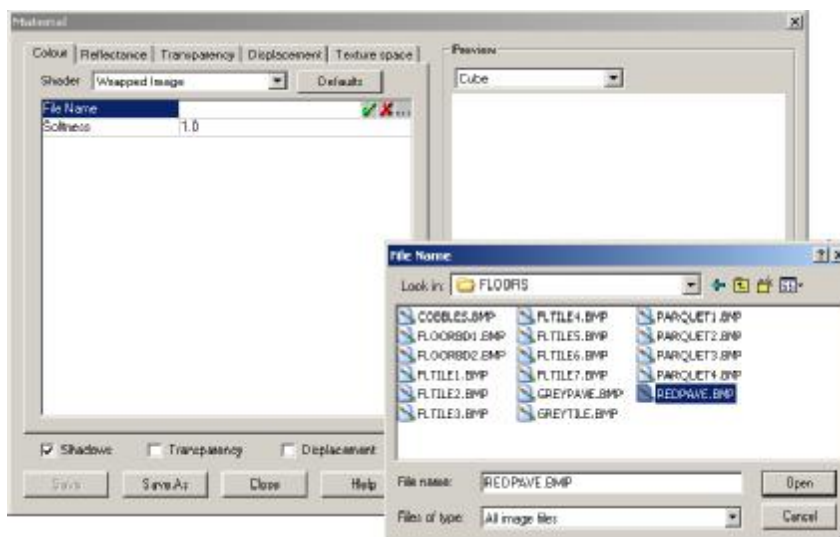 Material
Colour Reflectance Transparency Displacement Texture space
Shader Wrapped Image Defaults
File Name
Softness 1.0
Preview
Cube
Shadows Transparency Displacement
Save Save As Close Help
File Name
Look in: FLOORS
COBBLES.BMP FLTILE4.BMP PARQUET1.BMP
FLOORBD1.BMP FLTILE5.BMP PARQUET2.BMP
FLOORBD2.BMP FLTILE6.BMP PARQUET3.BMP
FLTILE1.BMP FLTILE7.BMP PARQUET4.BMP
FLTILE2.BMP GREYPAVE.BMP REDPAVE.BMP
FLTILE3.BMP GREYTILE.BMP
File name: REDPAVE.BMP Open
Files of type: All image files Cancel